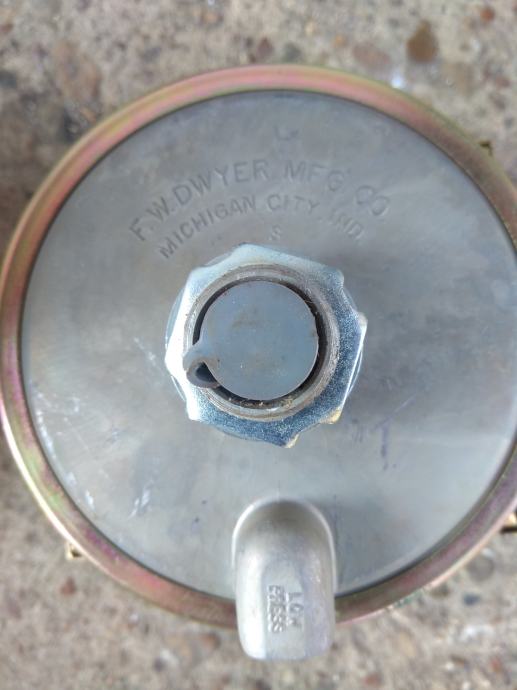 F. W. DWYER MFG. CO.
MICHIGAN CITY, IND.
S
LOW
PRESS